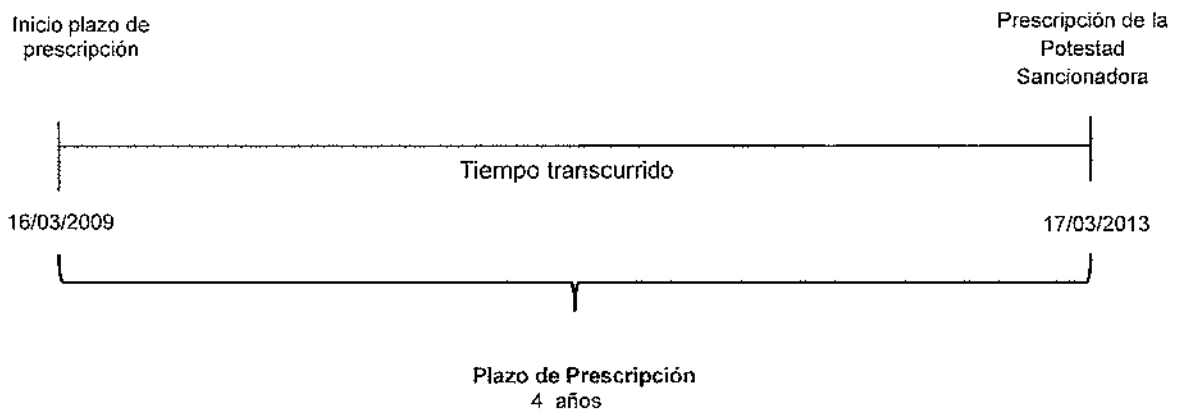 Inicio plazo de
prescripción
Prescripción de la
Potestad
Sancionadora
Tiempo transcurrido
16/03/2009
17/03/2013
Plazo de Prescripción
4 años